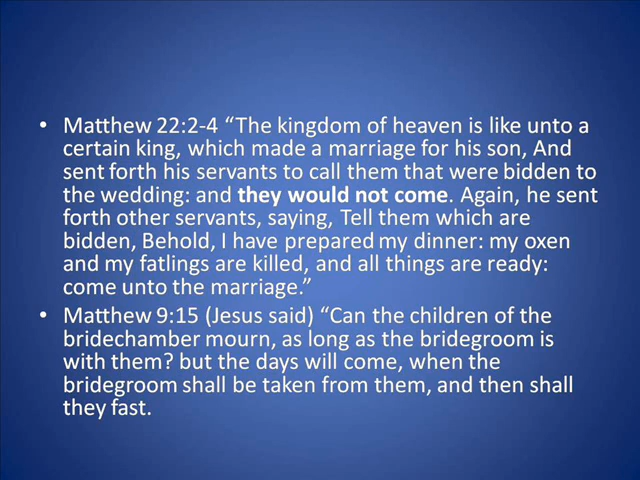 • Matthew 22:2-4 “The kingdom of heaven is like unto a
certain king, which made a marriage for his son, And
sent forth his servants to call them that were bidden to
the wedding: and they would not come. Again, he sent
forth other servants, saying, Tell them which are
bidden, Behold, I have prepared my dinner: my oxen
and my fatlings are killed, and all things are ready:
come unto the marriage.”
• Matthew 9:15 (Jesus said) “Can the children of the
bridechamber mourn, as long as the bridegroom is
with them? but the days will come, when the
bridegroom shall be taken from them, and then shall
they fast.